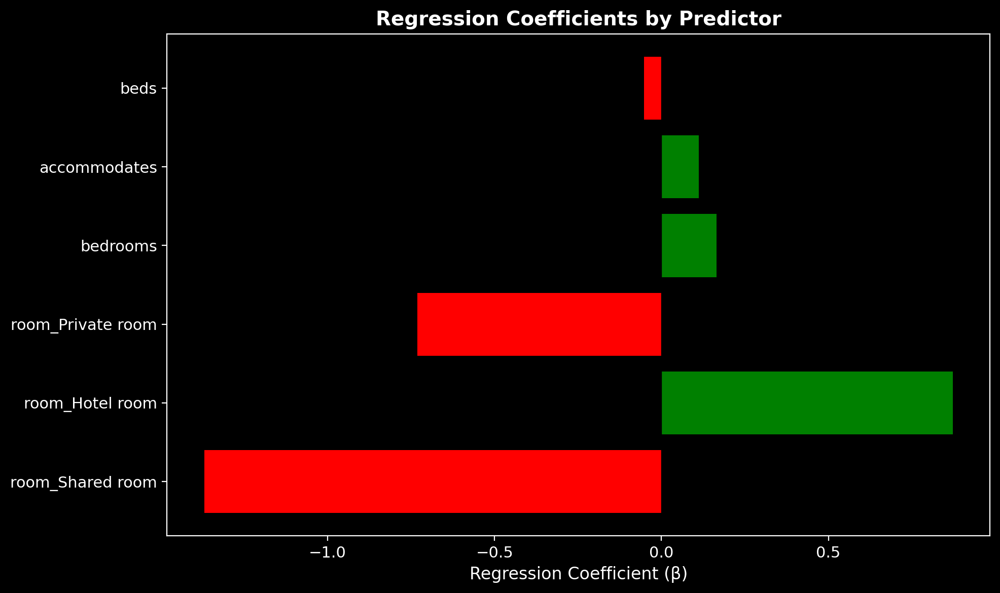 Regression Coefficients by Predictor
beds
accommodates
bedrooms
room_Private room
room_Hotel room
room_Shared room
−1.0
−0.5
0.0
0.5
Regression Coefficient (β)